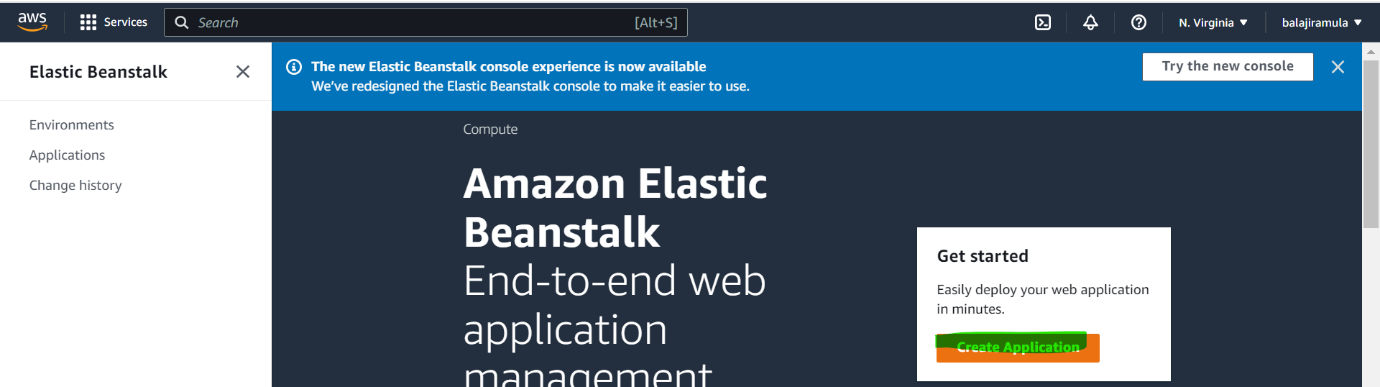 aws
Services
Search
[Alt+S]
N. Virginia
balajiramula
Elastic Beanstalk
The new Elastic Beanstalk console experience is now available
We've redesigned the Elastic Beanstalk console to make it easier to use.
Try the new console
Environments
Applications
Change history
Compute
Amazon Elastic
Beanstalk
End-to-end web
application
management
Get started
Easily deploy your web application
in minutes.
Create Application